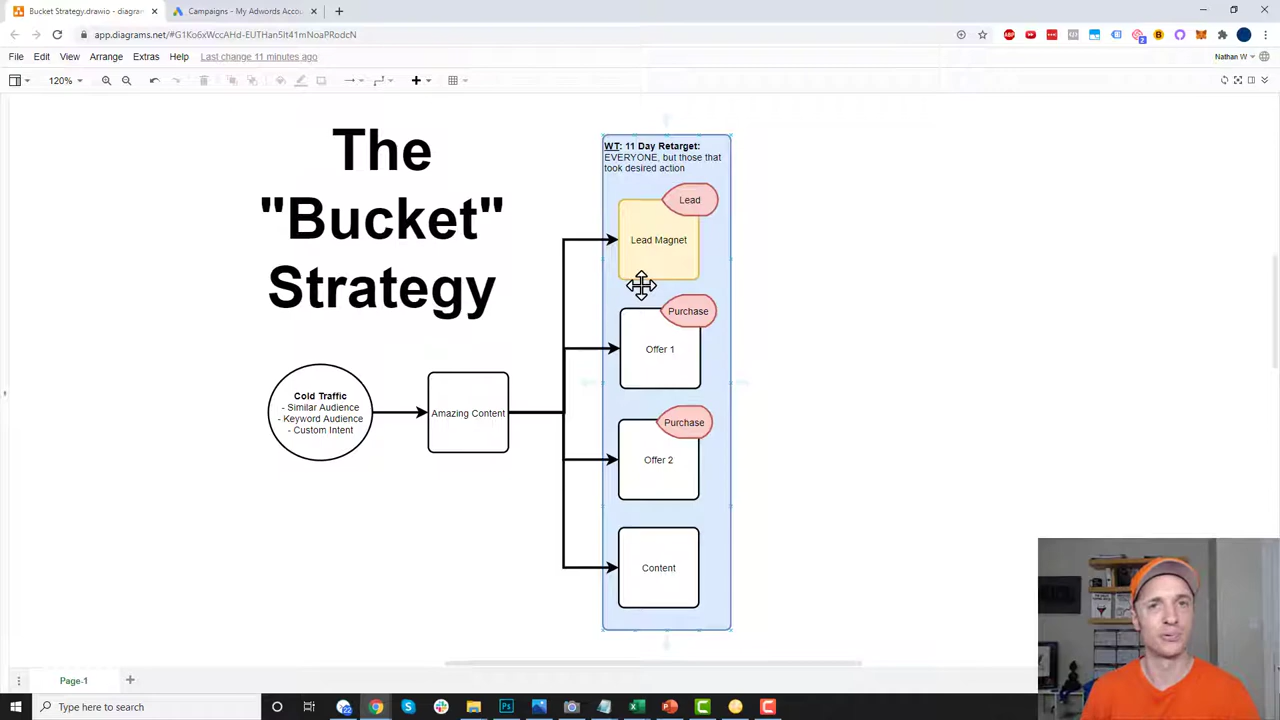 Bucket Strategy.drawio - diagran
Campaigns - My Adwords Accou
app.diagrams.net/#G1Ko6xWccAHd-EUTHan5It41mNoaPRodcN
File Edit View Arrange Extras Help Last change 11 minutes ago
Nathan W
120%
The
"Bucket"
Strategy
WT: 11 Day Retarget:
EVERYONE, but those that
took desired action
Lead
Lead Magnet
Purchase
Offer 1
Cold Traffic
- Similar Audience
- Keyword Audience
- Custom Intent
Amazing Content
Purchase
Offer 2
Content
Page-1
Type here to search